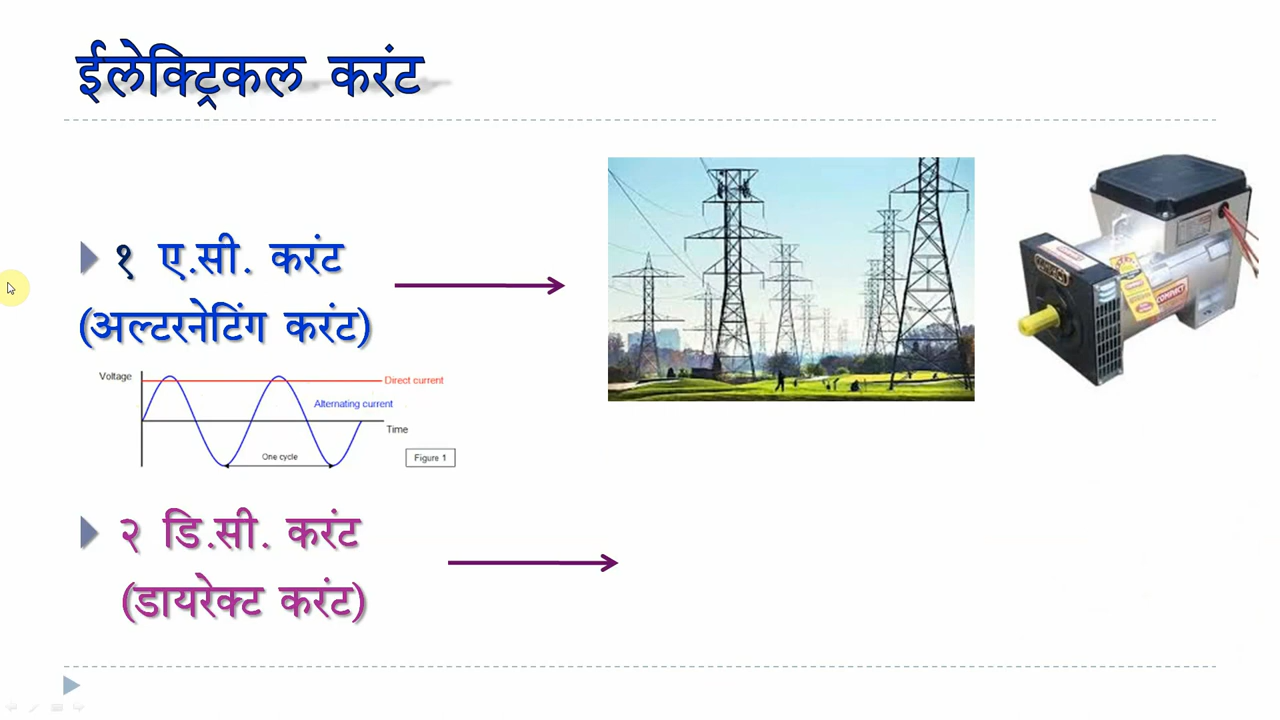 ईलेक्ट्रिकल करंट
१ ए.सी. करंट
(अल्टरनेटिंग करंट)
Voltage
Direct current
Alternating current
Time
One cycle
Figure 1
२ डि.सी. करंट
(डायरेक्ट करंट)
COMPACT